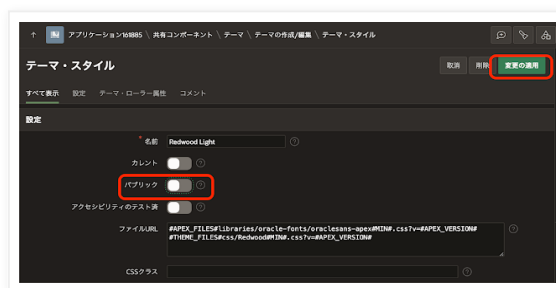 アプリケーション161885 \ 共有コンポーネント \ テーマ \ テーマの作成/編集 \ テーマ・スタイル
テーマ・スタイル
取消 削除 変更の適用
すべて表示 設定 テーマ・ローラー属性 コメント
設定
* 名前 Redwood Light
カレント
パブリック
アクセシビリティのテスト済
ファイルURL #APEX_FILES#libraries/oracle-fonts/oraclesans-apex#MIN#.css?v=#APEX_VERSION#
#THEME_FILES#css/Redwood#MIN#.css?v=#APEX_VERSION#
CSSクラス